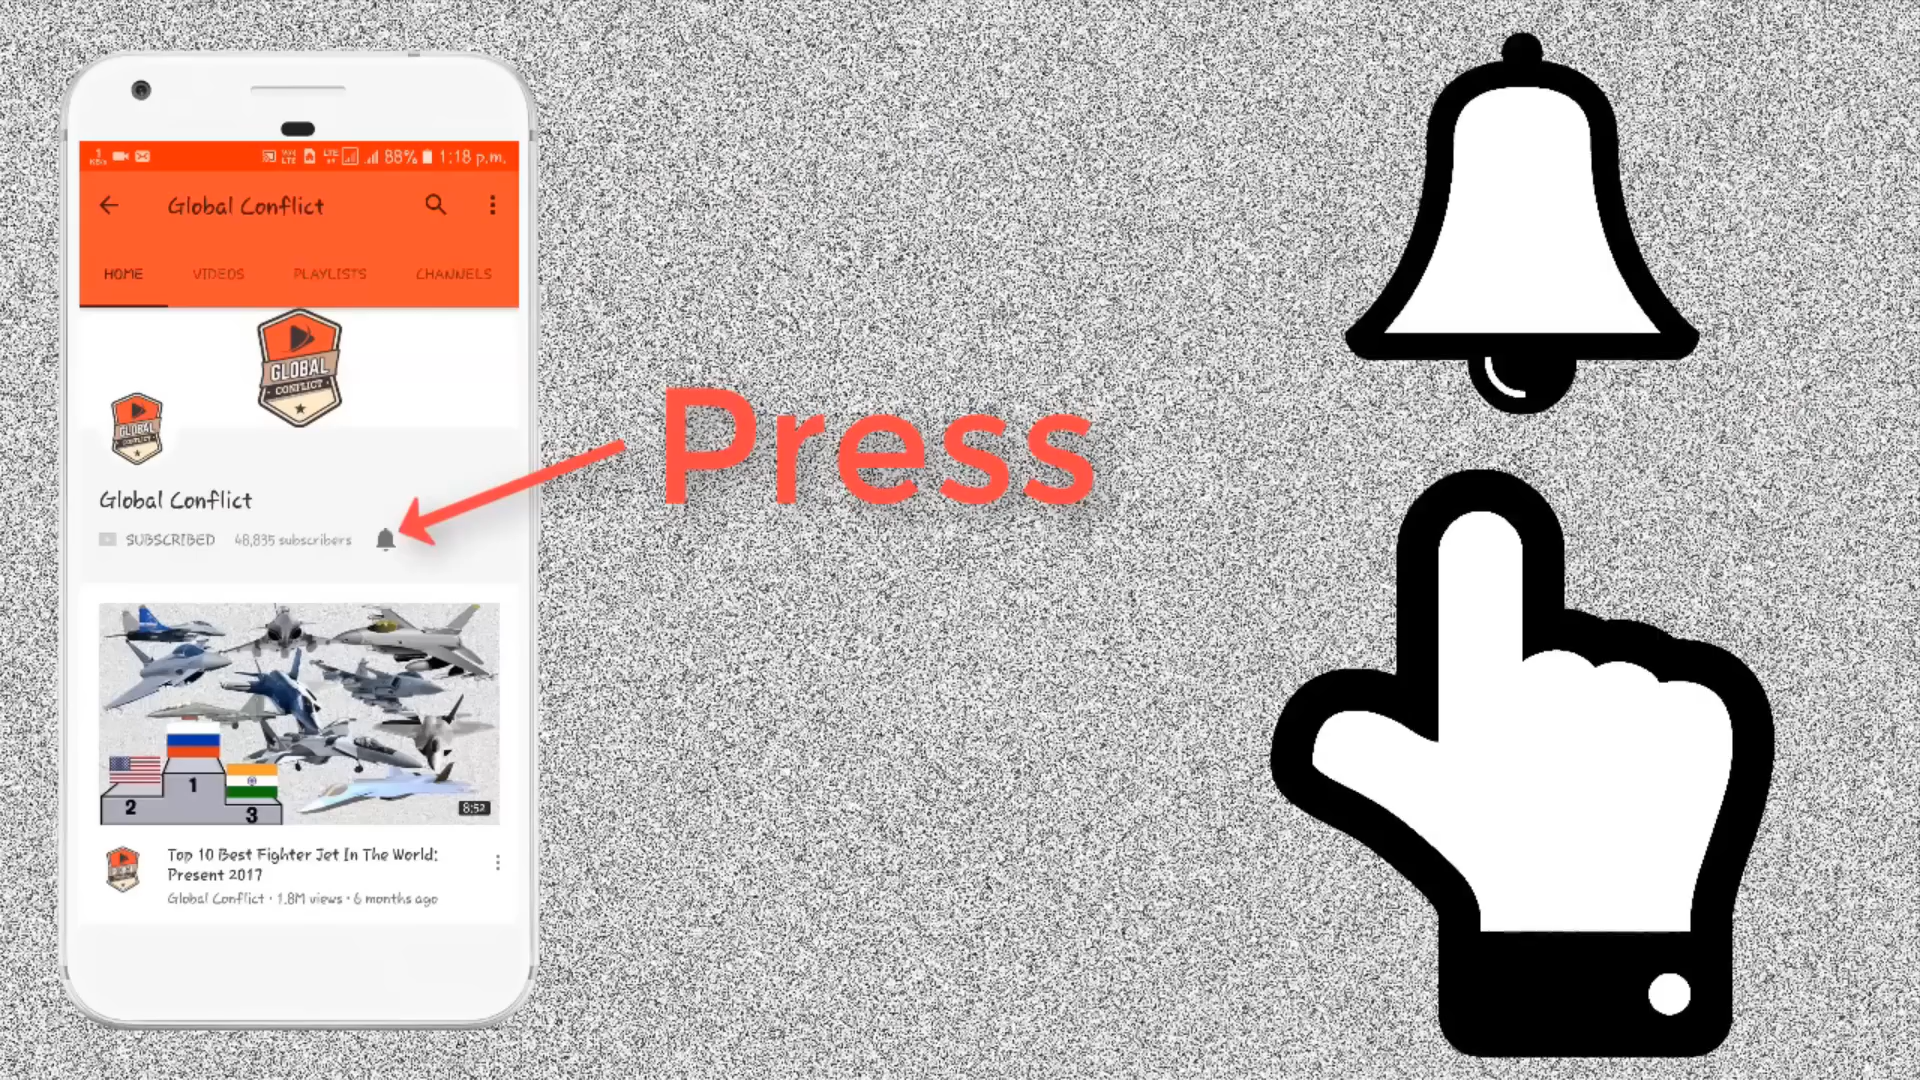 88% 1:18 p.m.
Global Conflict
HOME VIDEOS PLAYLISTS CHANNELS
GLOBAL
CONFLICT
GLOBAL
CONFLICT
Press
Global Conflict
SUBSCRIBED 48,835 subscribers
1
2
3
8:52
Top 10 Best Fighter Jet In The World:
Present 2017
Global Conflict • 1.8M views • 6 months ago